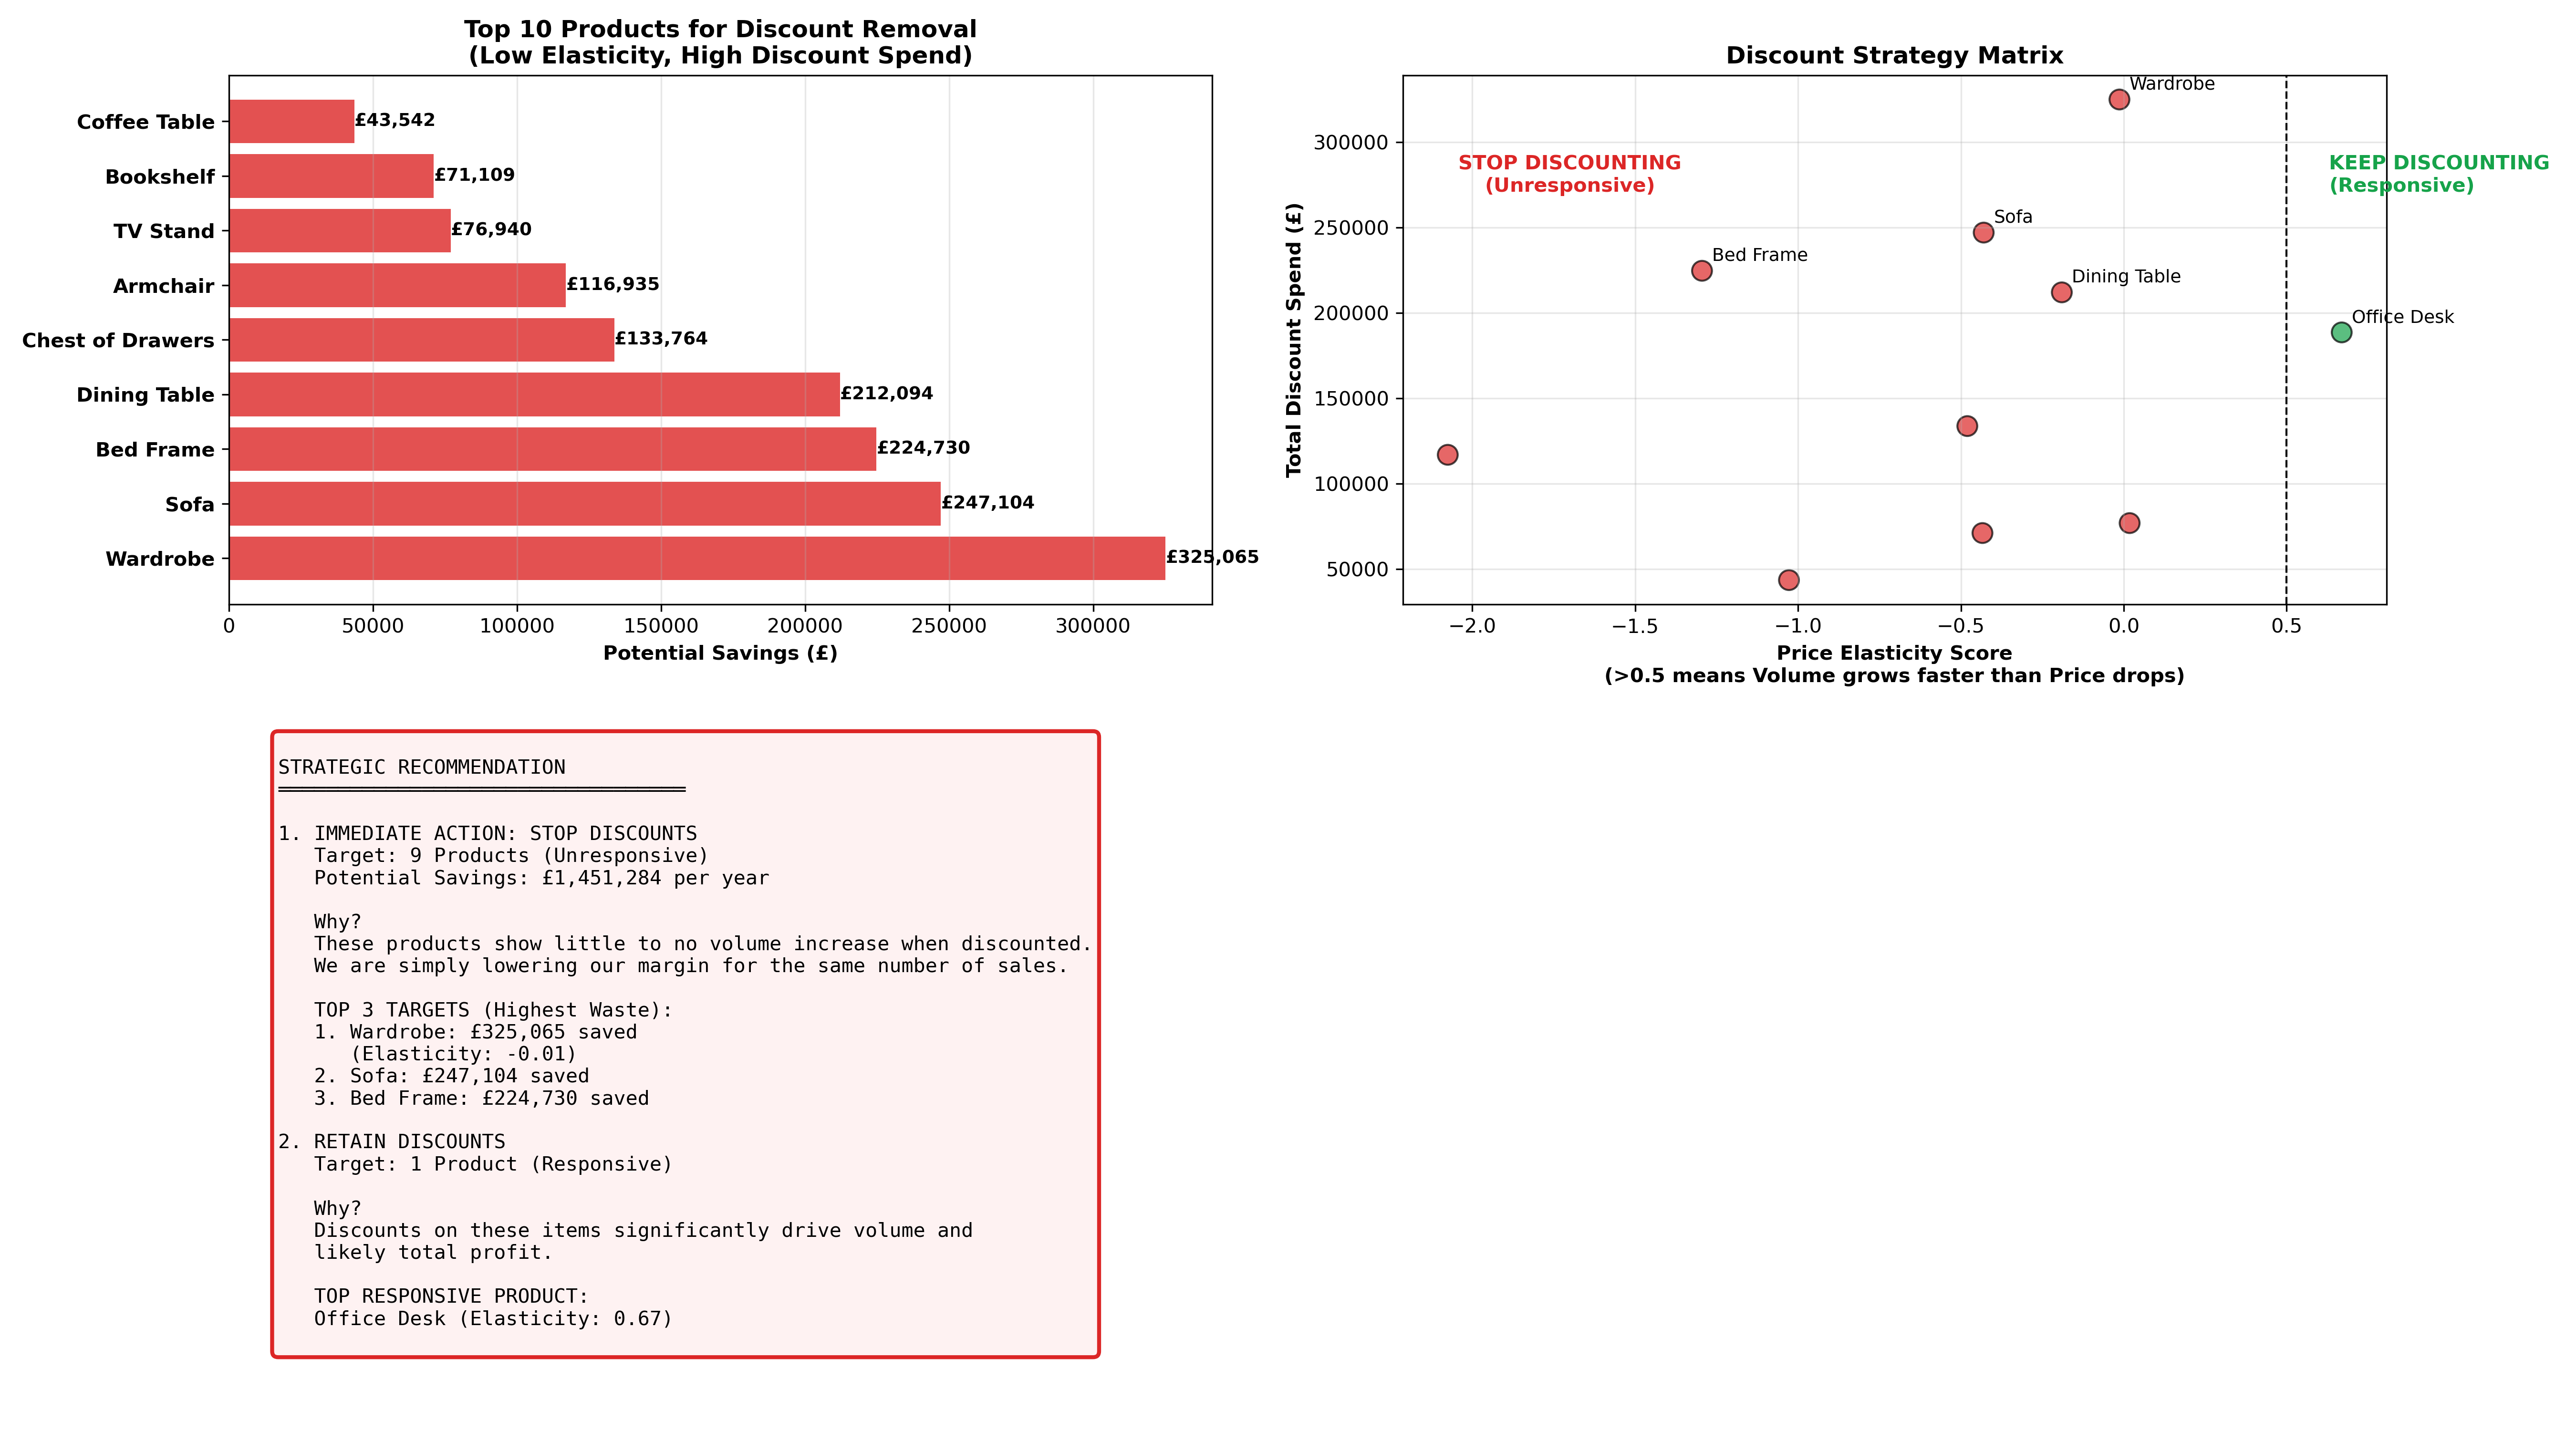 Top 10 Products for Discount Removal
(Low Elasticity, High Discount Spend)
Coffee Table
£43,542
Bookshelf
£71,109
TV Stand
£76,940
Armchair
£116,935
Chest of Drawers
£133,764
Dining Table
£212,094
Bed Frame
£224,730
Sofa
£247,104
Wardrobe
£325,065
0 50000 100000 150000 200000 250000 300000
Potential Savings (£)
Discount Strategy Matrix
Total Discount Spend (£)
300000
250000
200000
150000
100000
50000
Wardrobe
STOP DISCOUNTING
(Unresponsive)
KEEP DISCOUNTING
(Responsive)
Sofa
Bed Frame
Dining Table
Office Desk
−2.0 −1.5 −1.0 −0.5 0.0 0.5
Price Elasticity Score
(>0.5 means Volume grows faster than Price drops)
STRATEGIC RECOMMENDATION
══════════════════════════════════
1. IMMEDIATE ACTION: STOP DISCOUNTS
Target: 9 Products (Unresponsive)
Potential Savings: £1,451,284 per year
Why?
These products show little to no volume increase when discounted.
We are simply lowering our margin for the same number of sales.
TOP 3 TARGETS (Highest Waste):
1. Wardrobe: £325,065 saved
(Elasticity: -0.01)
2. Sofa: £247,104 saved
3. Bed Frame: £224,730 saved
2. RETAIN DISCOUNTS
Target: 1 Product (Responsive)
Why?
Discounts on these items significantly drive volume and
likely total profit.
TOP RESPONSIVE PRODUCT:
Office Desk (Elasticity: 0.67)